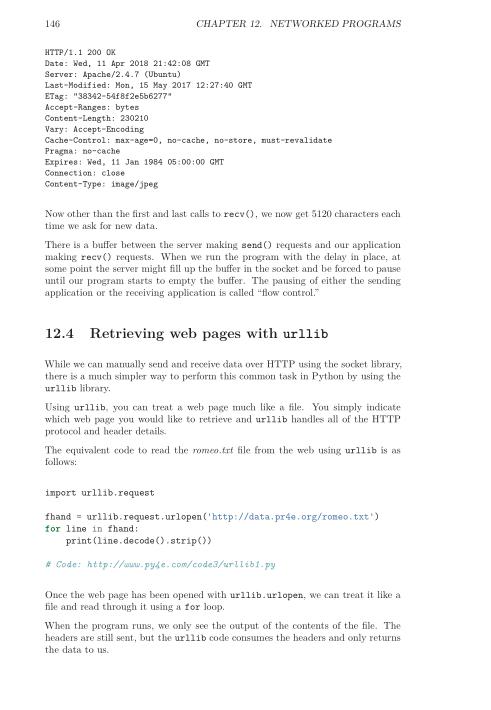 146 CHAPTER 12. NETWORKED PROGRAMS
HTTP/1.1 200 OK
Date: Wed, 11 Apr 2018 21:42:08 GMT
Server: Apache/2.4.7 (Ubuntu)
Last-Modified: Mon, 15 May 2017 12:27:40 GMT
ETag: "38342-54f8f2e5b6277"
Accept-Ranges: bytes
Content-Length: 230210
Vary: Accept-Encoding
Cache-Control: max-age=0, no-cache, no-store, must-revalidate
Pragma: no-cache
Expires: Wed, 11 Jan 1984 05:00:00 GMT
Connection: close
Content-Type: image/jpeg
Now other than the first and last calls to recv(), we now get 5120 characters each
time we ask for new data.
There is a buffer between the server making send() requests and our application
making recv() requests. When we run the program with the delay in place, at
some point the server might fill up the buffer in the socket and be forced to pause
until our program starts to empty the buffer. The pausing of either the sending
application or the receiving application is called “flow control.”
12.4 Retrieving web pages with urllib
While we can manually send and receive data over HTTP using the socket library,
there is a much simpler way to perform this common task in Python by using the
urllib library.
Using urllib, you can treat a web page much like a file. You simply indicate
which web page you would like to retrieve and urllib handles all of the HTTP
protocol and header details.
The equivalent code to read the romeo.txt file from the web using urllib is as
follows:
import urllib.request
fhand = urllib.request.urlopen('http://data.pr4e.org/romeo.txt')
for line in fhand:
    print(line.decode().strip())
# Code: http://www.py4e.com/code3/urllib1.py
Once the web page has been opened with urllib.urlopen, we can treat it like a
file and read through it using a for loop.
When the program runs, we only see the output of the contents of the file. The
headers are still sent, but the urllib code consumes the headers and only returns
the data to us.